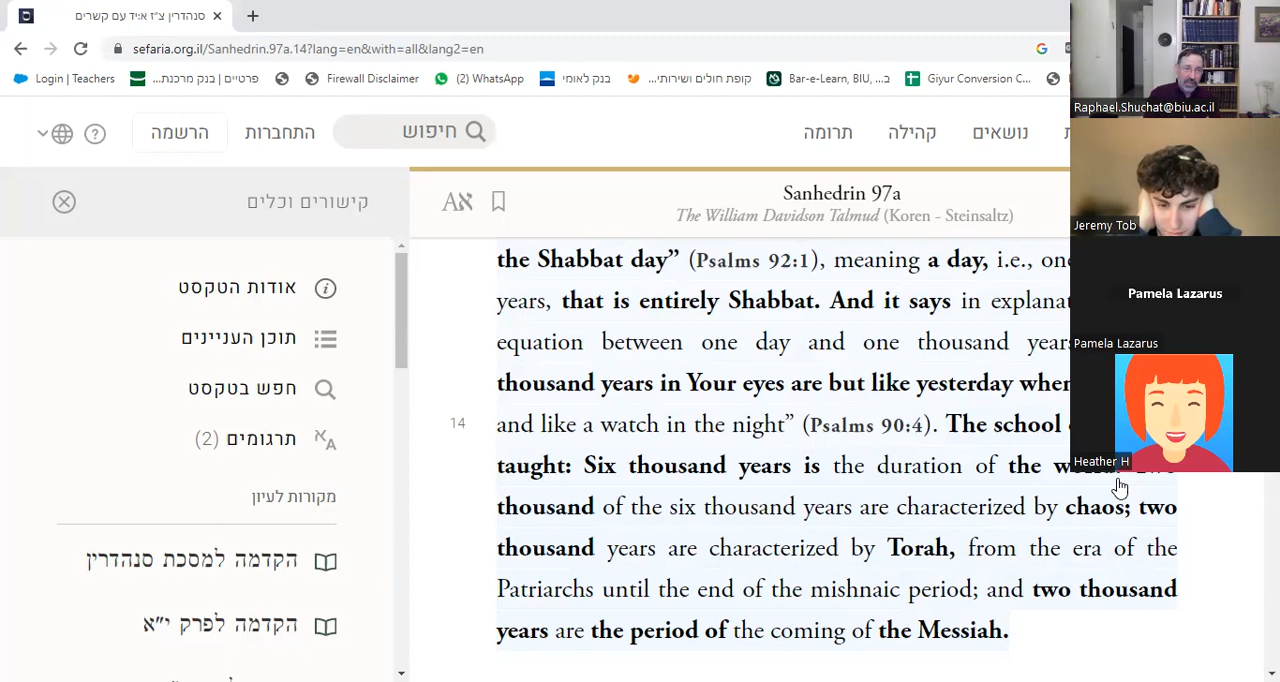 סנהדרין צ״ז א:יד עם קשרים
sefaria.org.il/Sanhedrin.97a.14?lang=en&with=all&lang2=en
Login | Teachers
פרטיים | בנק מרכנת...
Firewall Disclaimer
(2) WhatsApp
בנק לאומי
קופת חולים ושירותי...
Bar-e-Learn, BIU, ...ב
Giyur Conversion C...
הרשמה
התחברות
חיפוש
תרומה
קהילה
נושאים
קישורים וכלים
אודות הטקסט
תוכן העניינים
חפש בטקסט
תרגומים (2)
מקורות לעיון
הקדמה למסכת סנהדרין
הקדמה לפרק י״א
Sanhedrin 97a
The William Davidson Talmud (Koren - Steinsaltz)
the Shabbat day” (Psalms 92:1), meaning a day, i.e., one
years, that is entirely Shabbat. And it says in
equation between one day and one thousand years
thousand years in Your eyes are but like yesterday
14
and like a watch in the night” (Psalms 90:4). The school
taught: Six thousand years is the duration of the
thousand of the six thousand years are characterized by chaos; two
thousand years are characterized by Torah, from the era of the
Patriarchs until the end of the mishnaic period; and two thousand
years are the period of the coming of the Messiah.
Raphael.Shuchat@biu.ac.il
Jeremy Tob
Pamela Lazarus
Pamela Lazarus
Heather H